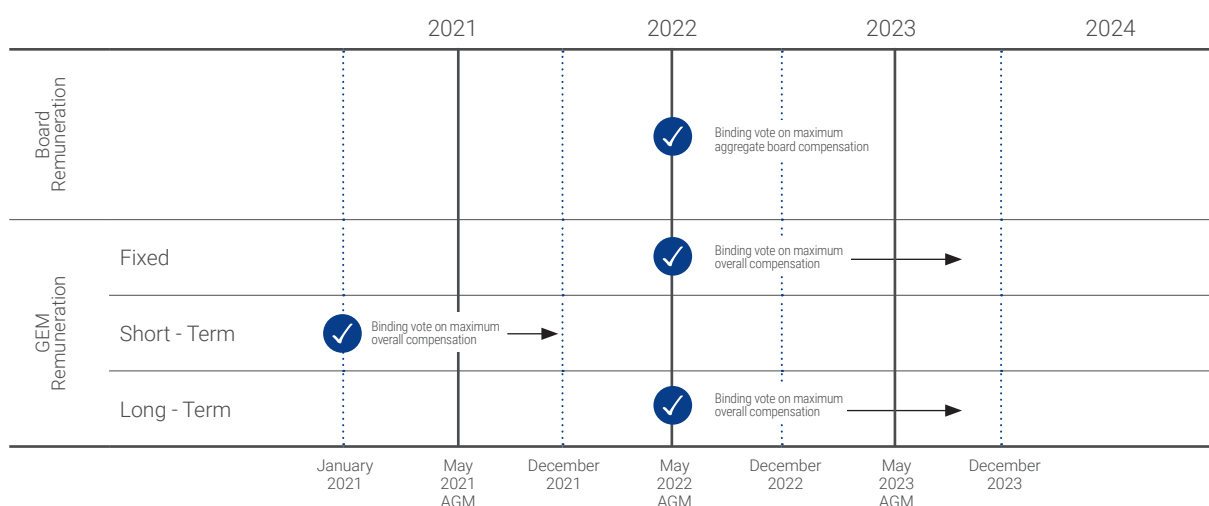 2021 2022 2023 2024
Board
Remuneration
Binding vote on maximum
aggregate board compensation
GEM
Remuneration
Fixed
Binding vote on maximum
overall compensation
Short - Term
Binding vote on maximum
overall compensation
Long - Term
Binding vote on maximum
overall compensation
January
2021
May
2021
AGM
December
2021
May
2022
AGM
December
2022
May
2023
AGM
December
2023